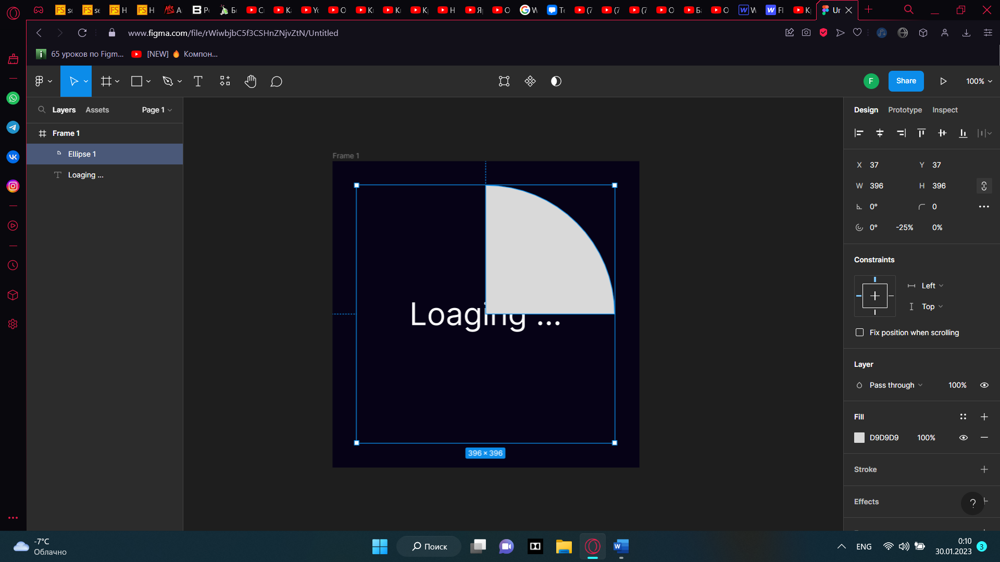 www.figma.com/file/rWiwbjbC5f3CSHnZNjvZtN/Untitled
65 уроков по Figm... [NEW] Компон...
F Share 100%
Layers Assets Page 1
Design Prototype Inspect
Frame 1
Ellipse 1
Loaging ...
Frame 1
Loaging ...
396 × 396
X 37 Y 37
W 396 H 396
0° 0
0° -25% 0%
Constraints
Left
Top
Fix position when scrolling
Layer
Pass through 100%
Fill
D9D9D9 100%
Stroke
Effects
?
-7°C
Облачно
Поиск
ENG
0:10
30.01.2023 3